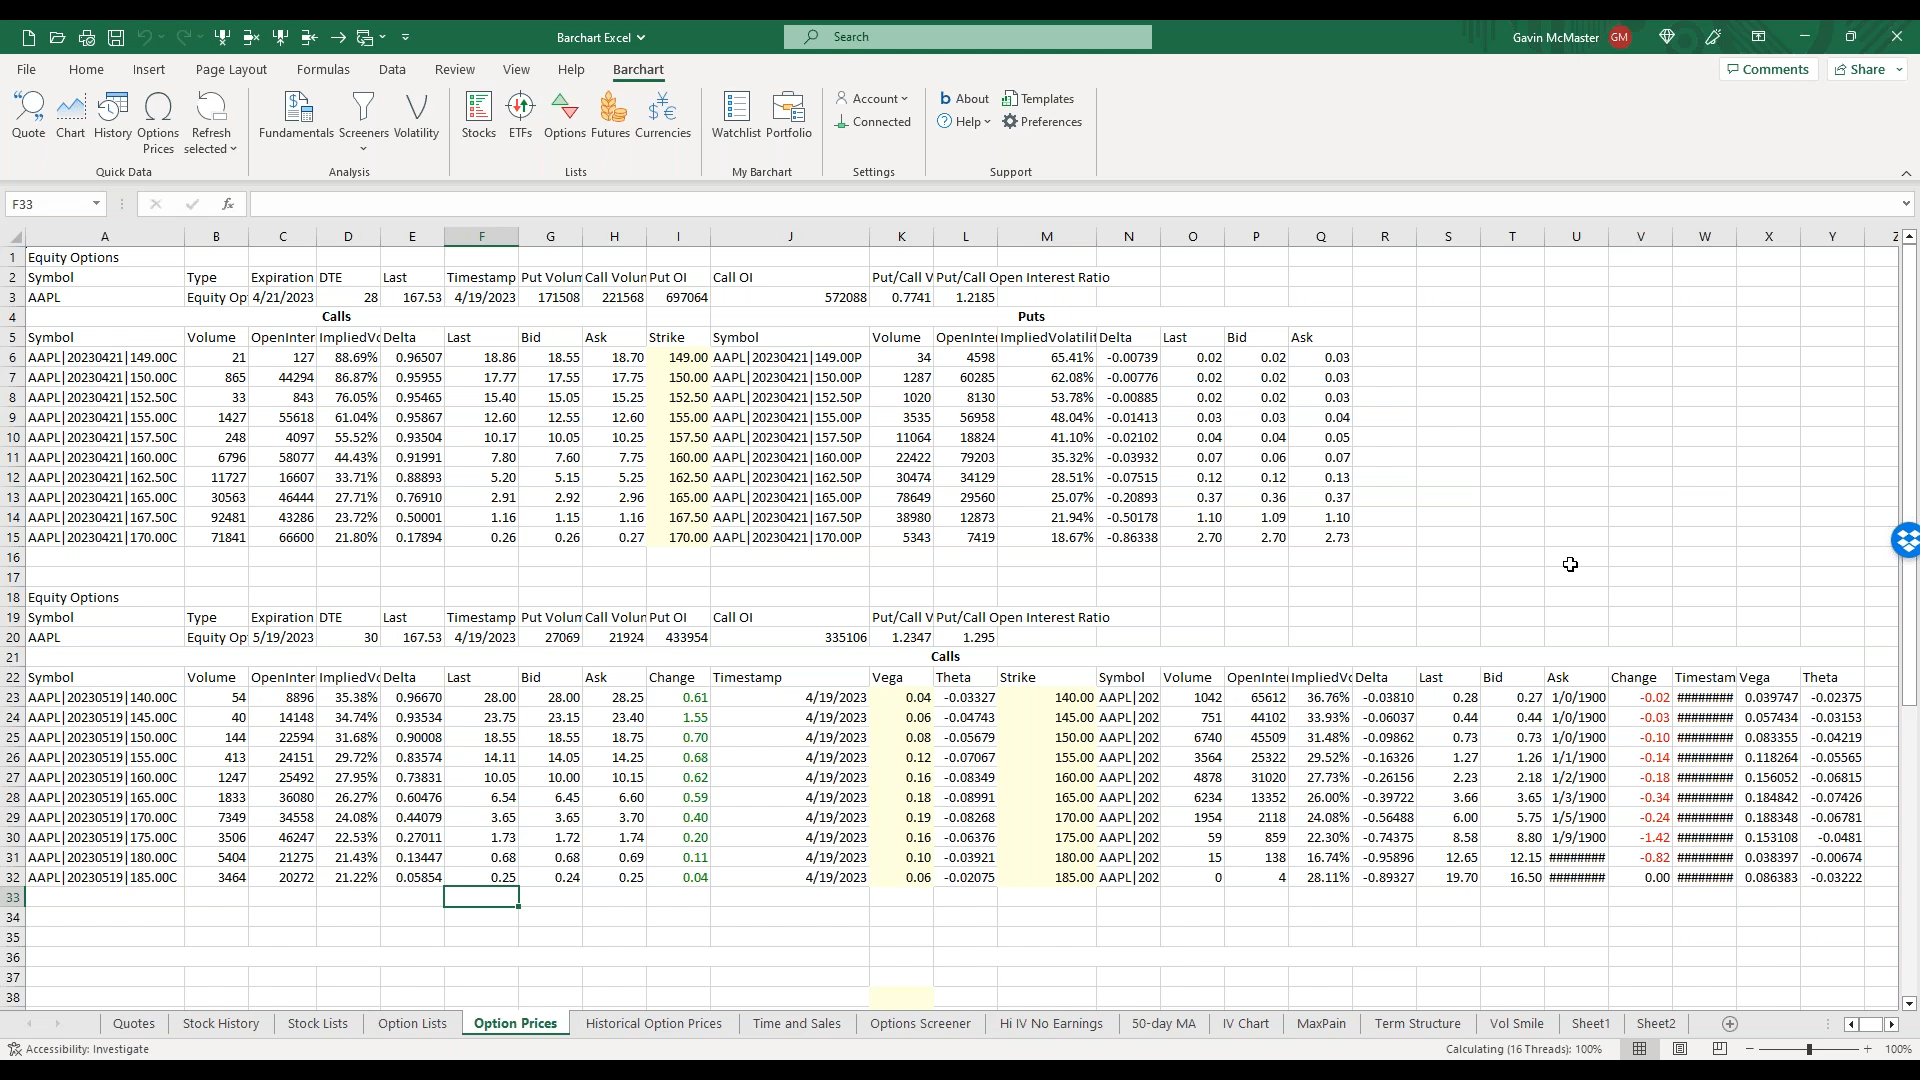 Barchart Excel
Search
Gavin McMaster GM
File Home Insert Page Layout Formulas Data Review View Help Barchart Comments Share
Quote Chart History Options Prices Refresh selected Fundamentals Screeners Volatility Stocks ETFs Options Futures Currencies Watchlist Portfolio Account Connected About Help Templates Preferences
Quick Data Analysis Lists My Barchart Settings Support
F33 fx
A B C D E F G H I J K L M N O P Q R S T U V W X Y Z
1 Equity Options
2 Symbol Type Expiration DTE Last Timestamp Put Volum Call Volun Put OI Call OI Put/Call V Put/Call Open Interest Ratio
3 AAPL Equity Op 4/21/2023 28 167.53 4/19/2023 171508 221568 697064 572088 0.7741 1.2185
4 Calls Puts
5 Symbol Volume OpenInter ImpliedVo Delta Last Bid Ask Strike Symbol Volume OpenInte ImpliedVolatilit Delta Last Bid Ask
6 AAPL|20230421|149.00C 21 127 88.69% 0.96507 18.86 18.55 18.70 149.00 AAPL|20230421|149.00P 34 4598 65.41% -0.00739 0.02 0.02 0.03
7 AAPL|20230421|150.00C 865 44294 86.87% 0.95955 17.77 17.55 17.75 150.00 AAPL|20230421|150.00P 1287 60285 62.08% -0.00776 0.02 0.02 0.03
8 AAPL|20230421|152.50C 33 843 76.05% 0.95465 15.40 15.05 15.25 152.50 AAPL|20230421|152.50P 1020 8130 53.78% -0.00885 0.02 0.02 0.03
9 AAPL|20230421|155.00C 1427 55618 61.04% 0.95867 12.60 12.55 12.60 155.00 AAPL|20230421|155.00P 3535 56958 48.04% -0.01413 0.03 0.03 0.04
10 AAPL|20230421|157.50C 248 4097 55.52% 0.93504 10.17 10.05 10.25 157.50 AAPL|20230421|157.50P 11064 18824 41.10% -0.02102 0.04 0.04 0.05
11 AAPL|20230421|160.00C 6796 58077 44.43% 0.91991 7.80 7.60 7.75 160.00 AAPL|20230421|160.00P 22422 79203 35.32% -0.03932 0.07 0.06 0.07
12 AAPL|20230421|162.50C 11727 16607 33.71% 0.88893 5.20 5.15 5.25 162.50 AAPL|20230421|162.50P 30474 34129 28.51% -0.07515 0.12 0.12 0.13
13 AAPL|20230421|165.00C 30563 46444 27.71% 0.76910 2.91 2.92 2.96 165.00 AAPL|20230421|165.00P 78649 29560 25.07% -0.20893 0.37 0.36 0.37
14 AAPL|20230421|167.50C 92481 43286 23.72% 0.50001 1.16 1.15 1.16 167.50 AAPL|20230421|167.50P 38980 12873 21.94% -0.50178 1.10 1.09 1.10
15 AAPL|20230421|170.00C 71841 66600 21.80% 0.17894 0.26 0.26 0.27 170.00 AAPL|20230421|170.00P 5343 7419 18.67% -0.86338 2.70 2.70 2.73
16
17
18 Equity Options
19 Symbol Type Expiration DTE Last Timestamp Put Volum Call Volun Put OI Call OI Put/Call V Put/Call Open Interest Ratio
20 AAPL Equity Op 5/19/2023 30 167.53 4/19/2023 27069 21924 433954 335106 1.2347 1.295
21 Calls
22 Symbol Volume OpenInter ImpliedVo Delta Last Bid Ask Change Timestamp Vega Theta Strike Symbol Volume OpenInte ImpliedVo Delta Last Bid Ask Change Timestam Vega Theta
23 AAPL|20230519|140.00C 54 8896 35.38% 0.96670 28.00 28.00 28.25 0.61 4/19/2023 0.04 -0.03327 140.00 AAPL|202 1042 65612 36.76% -0.03810 0.28 0.27 1/0/1900 -0.02 ######## 0.039747 -0.02375
24 AAPL|20230519|145.00C 40 14148 34.74% 0.93534 23.75 23.15 23.40 1.55 4/19/2023 0.06 -0.04743 145.00 AAPL|202 751 44102 33.93% -0.06037 0.44 0.44 1/0/1900 -0.03 ######## 0.057434 -0.03153
25 AAPL|20230519|150.00C 144 22594 31.68% 0.90008 18.55 18.55 18.75 0.70 4/19/2023 0.08 -0.05679 150.00 AAPL|202 6740 45509 31.48% -0.09862 0.73 0.73 1/0/1900 -0.10 ######## 0.083355 -0.04219
26 AAPL|20230519|155.00C 413 24151 29.72% 0.83574 14.11 14.05 14.25 0.68 4/19/2023 0.12 -0.07067 155.00 AAPL|202 3564 25322 29.52% -0.16326 1.27 1.26 1/1/1900 -0.14 ######## 0.118264 -0.05565
27 AAPL|20230519|160.00C 1247 25492 27.95% 0.73831 10.05 10.00 10.15 0.62 4/19/2023 0.16 -0.08349 160.00 AAPL|202 4878 31020 27.73% -0.26156 2.23 2.18 1/2/1900 -0.18 ######## 0.156052 -0.06815
28 AAPL|20230519|165.00C 1833 36080 26.27% 0.60476 6.54 6.45 6.60 0.59 4/19/2023 0.18 -0.08991 165.00 AAPL|202 6234 13352 26.00% -0.39722 3.66 3.65 1/3/1900 -0.34 ######## 0.184842 -0.07426
29 AAPL|20230519|170.00C 7349 34558 24.08% 0.44079 3.65 3.65 3.70 0.40 4/19/2023 0.19 -0.08268 170.00 AAPL|202 1954 2118 24.08% -0.56488 6.00 5.75 1/5/1900 -0.24 ######## 0.188348 -0.06781
30 AAPL|20230519|175.00C 3506 46247 22.53% 0.27011 1.73 1.72 1.74 0.20 4/19/2023 0.16 -0.06376 175.00 AAPL|202 59 859 22.30% -0.74375 8.58 8.80 1/9/1900 -1.42 ######## 0.153108 -0.0481
31 AAPL|20230519|180.00C 5404 21275 21.43% 0.13447 0.68 0.68 0.69 0.11 4/19/2023 0.10 -0.03921 180.00 AAPL|202 15 138 16.74% -0.95896 12.65 12.15 ######## -0.82 ######## 0.038397 -0.00674
32 AAPL|20230519|185.00C 3464 20272 21.22% 0.05854 0.25 0.24 0.25 0.04 4/19/2023 0.06 -0.02075 185.00 AAPL|202 0 4 28.11% -0.89327 19.70 16.50 ######## 0.00 ######## 0.086383 -0.03222
33
34
35
36
37
38
Quotes Stock History Stock Lists Option Lists Option Prices Historical Option Prices Time and Sales Options Screener Hi IV No Earnings 50-day MA IV Chart MaxPain Term Structure Vol Smile Sheet1 Sheet2
Accessibility: Investigate Calculating (16 Threads): 100% 100%